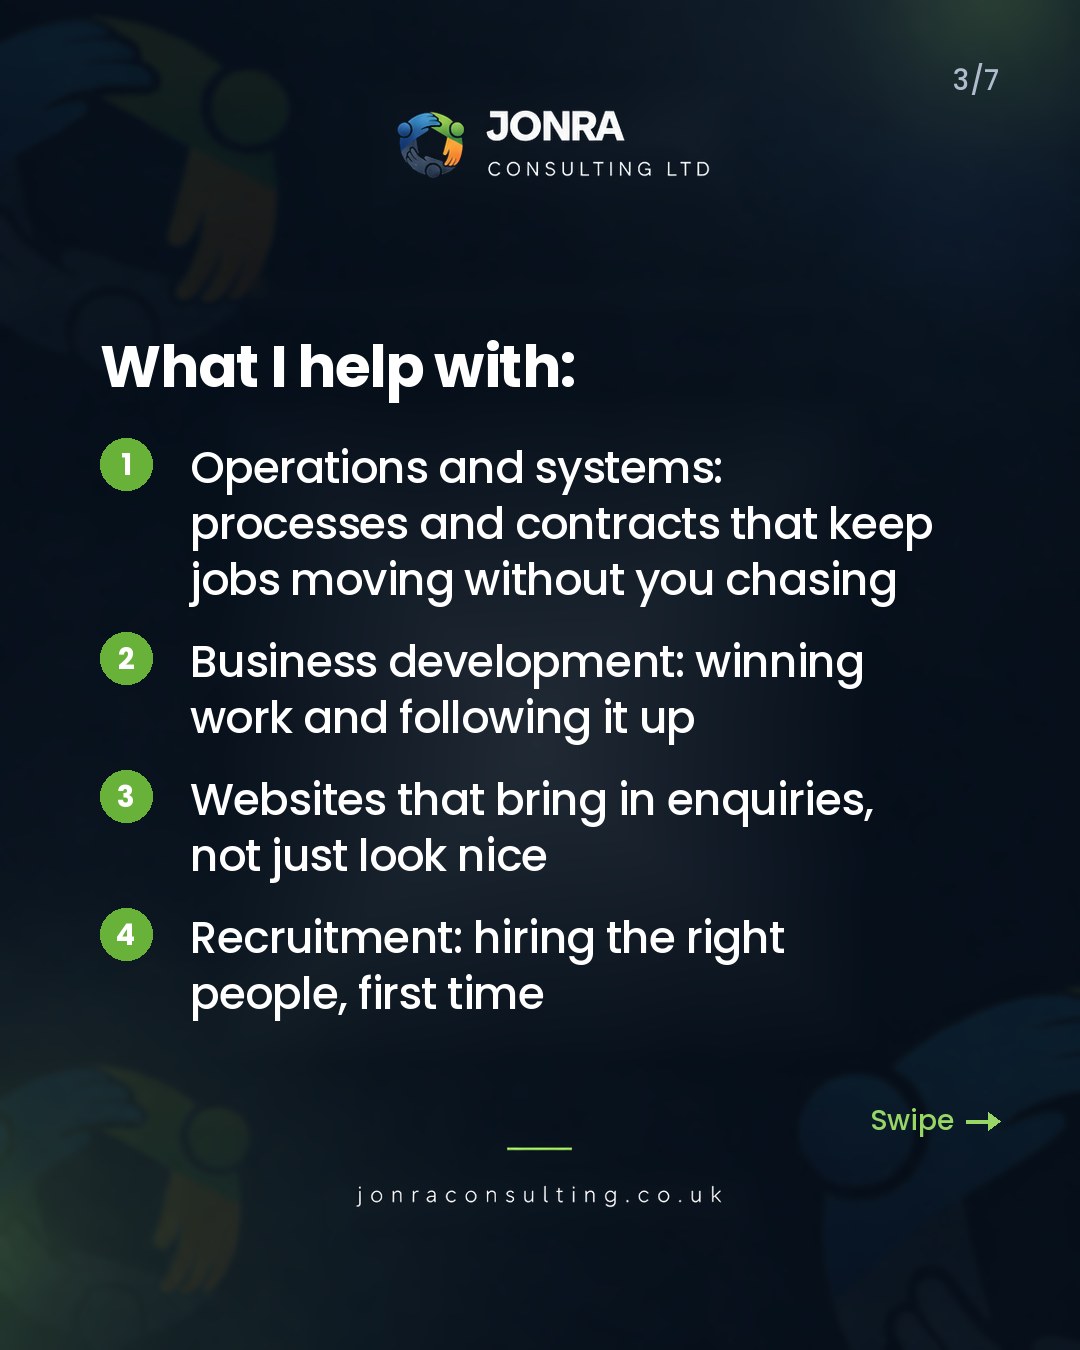 3/7
JONRA
CONSULTING LTD
What I help with:
1 Operations and systems:
processes and contracts that keep
jobs moving without you chasing
2 Business development: winning
work and following it up
3 Websites that bring in enquiries,
not just look nice
4 Recruitment: hiring the right
people, first time
Swipe →
jonraconsulting.co.uk